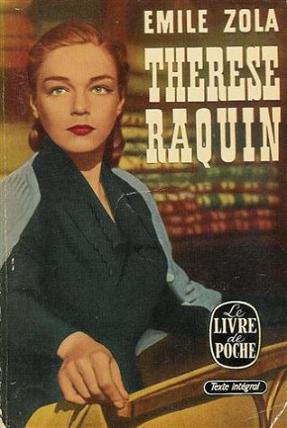 EMILE ZOLA
THERESE
RAQUIN
Le
LIVRE
de
POCHE
Texte intégral